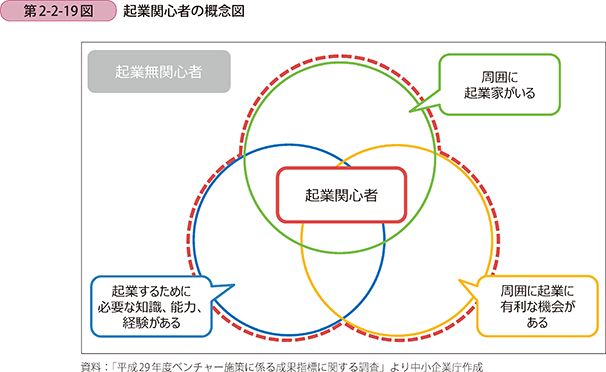 第2-2-19図 起業関心者の概念図
起業無関心者
周囲に
起業家がいる
起業関心者
起業するために
必要な知識、能力、
経験がある
周囲に起業に
有利な機会が
ある
資料：「平成29年度ベンチャー施策に係る成果指標に関する調査」より中小企業庁作成